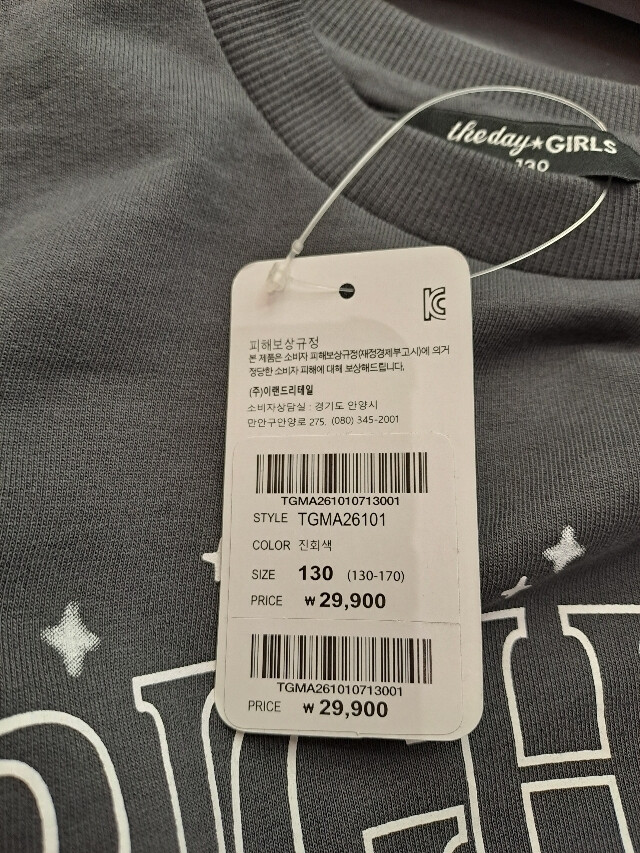 theday★GIRLS
130
KC
피해보상규정
본 제품은 소비자 피해보상규정(재정경제부고시)에 의거
정당한 소비자 피해에 대해 보상해드립니다.
(주)이랜드리테일
소비자상담실 : 경기도 안양시
만안구안양로 275. (080) 345-2001
TGMA261010713001
STYLE TGMA26101
COLOR 진회색
SIZE 130 (130-170)
PRICE ₩ 29,900
TGMA261010713001
PRICE ₩ 29,900